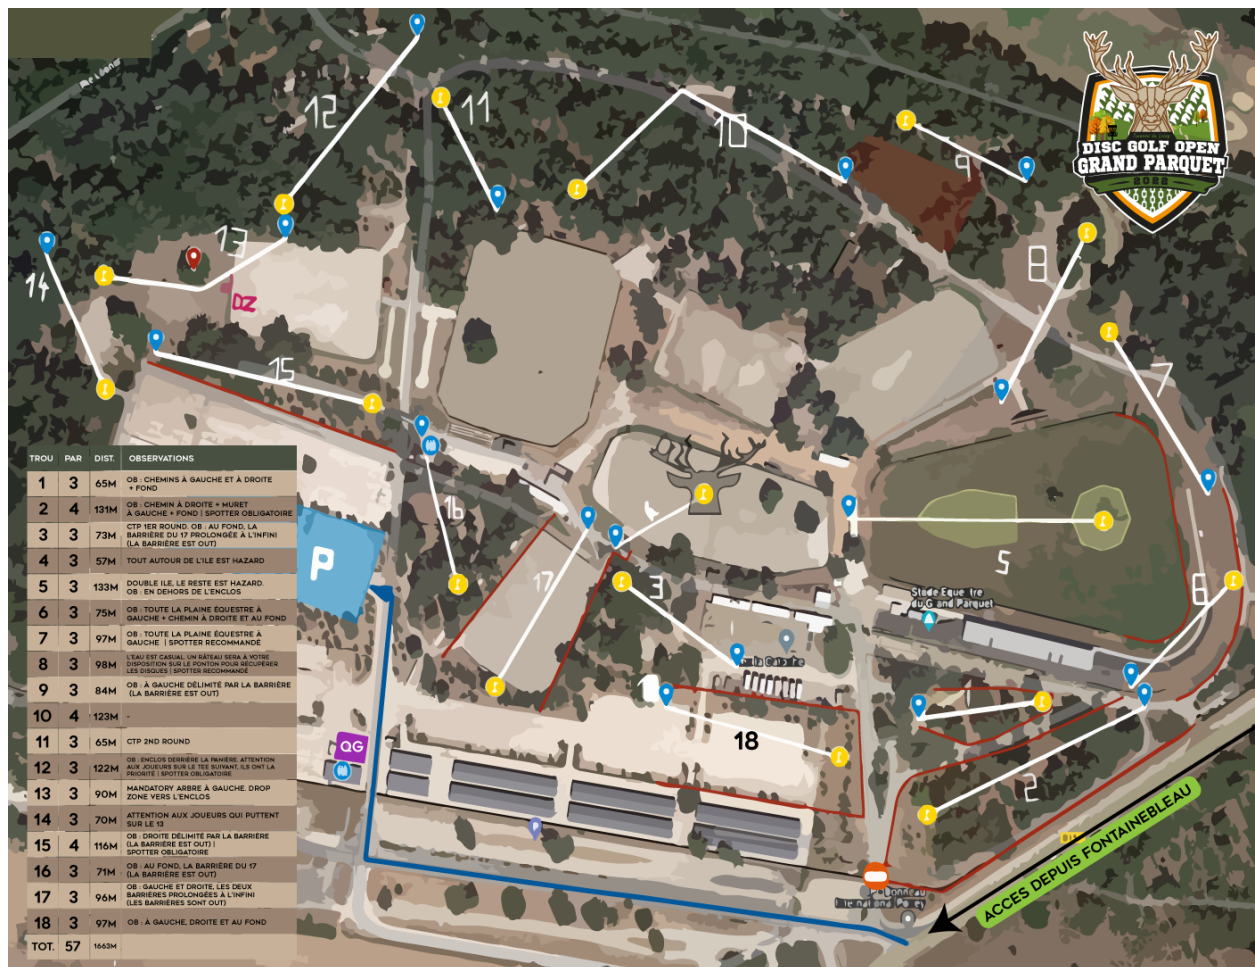 12
11
10
9
DISC GOLF OPEN
GRAND PARQUET
2022
13
14
DZ
8
7
15
16
17
4
3
5
6
Stade Eque tre
du G and Parquet
1
18
2
P
QG
P
ACCES DEPUIS FONTAINEBLEAU
TROU PAR DIST. OBSERVATIONS
1 3 65M OB : CHEMINS À GAUCHE ET À DROITE
+ FOND
2 4 131M OB : CHEMIN À DROITE + MURET
À GAUCHE + FOND | SPOTTER OBLIGATOIRE
3 3 73M CTP 1ER ROUND. OB : AU FOND, LA
BARRIÈRE DU 17 PROLONGÉE À L'INFINI
(LA BARRIÈRE EST OUT)
4 3 57M TOUT AUTOUR DE L'ILE EST HAZARD
5 3 133M DOUBLE ILE, LE RESTE EST HAZARD.
OB : EN DEHORS DE L'ENCLOS
6 3 75M OB : TOUTE LA PLAINE ÉQUESTRE À
GAUCHE + CHEMIN À DROITE ET AU FOND
7 3 97M OB : TOUTE LA PLAINE ÉQUESTRE À
GAUCHE | SPOTTER RECOMMANDÉ
8 3 98M L'EAU EST CASUAL. UN RÂTEAU SERA À VOTRE
DISPOSITION SUR LE PONTON POUR RÉCUPÉRER
LES DISQUES | SPOTTER RECOMMANDÉ
9 3 84M OB : À GAUCHE DÉLIMITÉ PAR LA BARRIÈRE
(LA BARRIÈRE EST OUT)
10 4 123M -
11 3 65M CTP 2ND ROUND
12 3 122M OB : ENCLOS DERRIÈRE LA PANIÈRE. ATTENTION
AUX JOUEURS SUR LE TEE SUIVANT, ILS ONT LA
PRIORITÉ | SPOTTER OBLIGATOIRE
13 3 90M MANDATORY ARBRE À GAUCHE. DROP
ZONE VERS L'ENCLOS
14 3 70M ATTENTION AUX JOUEURS QUI PUTTENT
SUR LE 13
15 4 116M OB : DROITE DÉLIMITÉ PAR LA BARRIÈRE
(LA BARRIÈRE EST OUT) |
SPOTTER OBLIGATOIRE
16 3 71M OB : AU FOND, LA BARRIÈRE DU 17
(LA BARRIÈRE EST OUT)
17 3 96M OB : GAUCHE ET DROITE, LES DEUX
BARRIÈRES PROLONGÉES À L'INFINI
(LES BARRIÈRES SONT OUT)
18 3 97M OB : À GAUCHE, DROITE ET AU FOND
TOT. 57 1663M